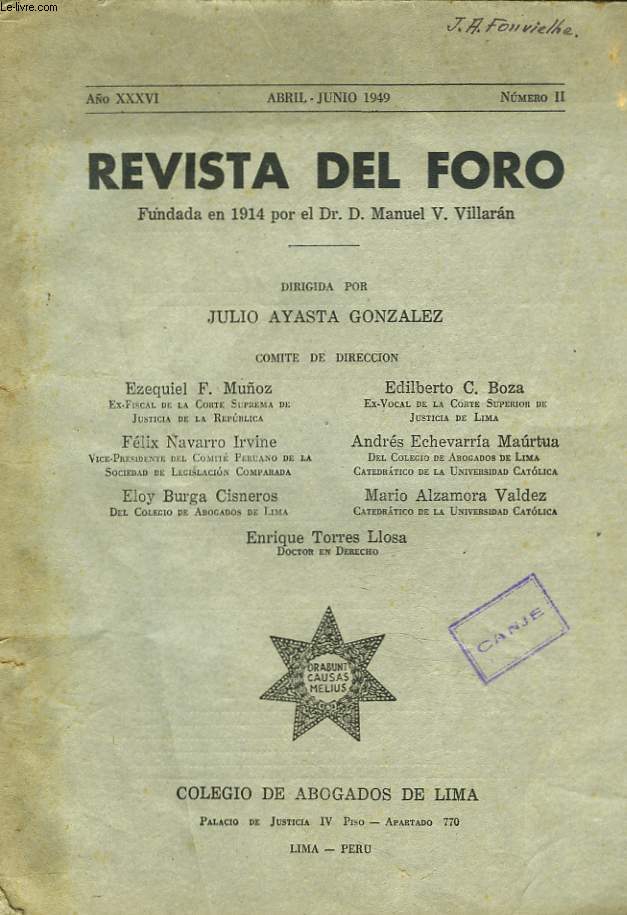 Le-livre.com
J. A. Fonvielhe.
Año XXXVI ABRIL - JUNIO 1949 Número II
REVISTA DEL FORO
Fundada en 1914 por el Dr. D. Manuel V. Villarán
DIRIGIDA POR
JULIO AYASTA GONZALEZ
COMITE DE DIRECCION
Ezequiel F. Muñoz
Ex-Fiscal de la Corte Suprema de
Justicia de la República
Edilberto C. Boza
Ex-Vocal de la Corte Superior de
Justicia de Lima
Félix Navarro Irvine
Vice-Presidente del Comité Peruano de la
Sociedad de Legislación Comparada
Andrés Echevarría Maúrtua
Del Colegio de Abogados de Lima
Catedrático de la Universidad Católica
Eloy Burga Cisneros
Del Colegio de Abogados de Lima
Mario Alzamora Valdez
Catedrático de la Universidad Católica
Enrique Torres Llosa
Doctor en Derecho
CANJE
ORABUNT
CAUSAS
MELIUS
COLEGIO DE ABOGADOS DE LIMA
Palacio de Justicia IV Piso — Apartado 770
LIMA — PERU